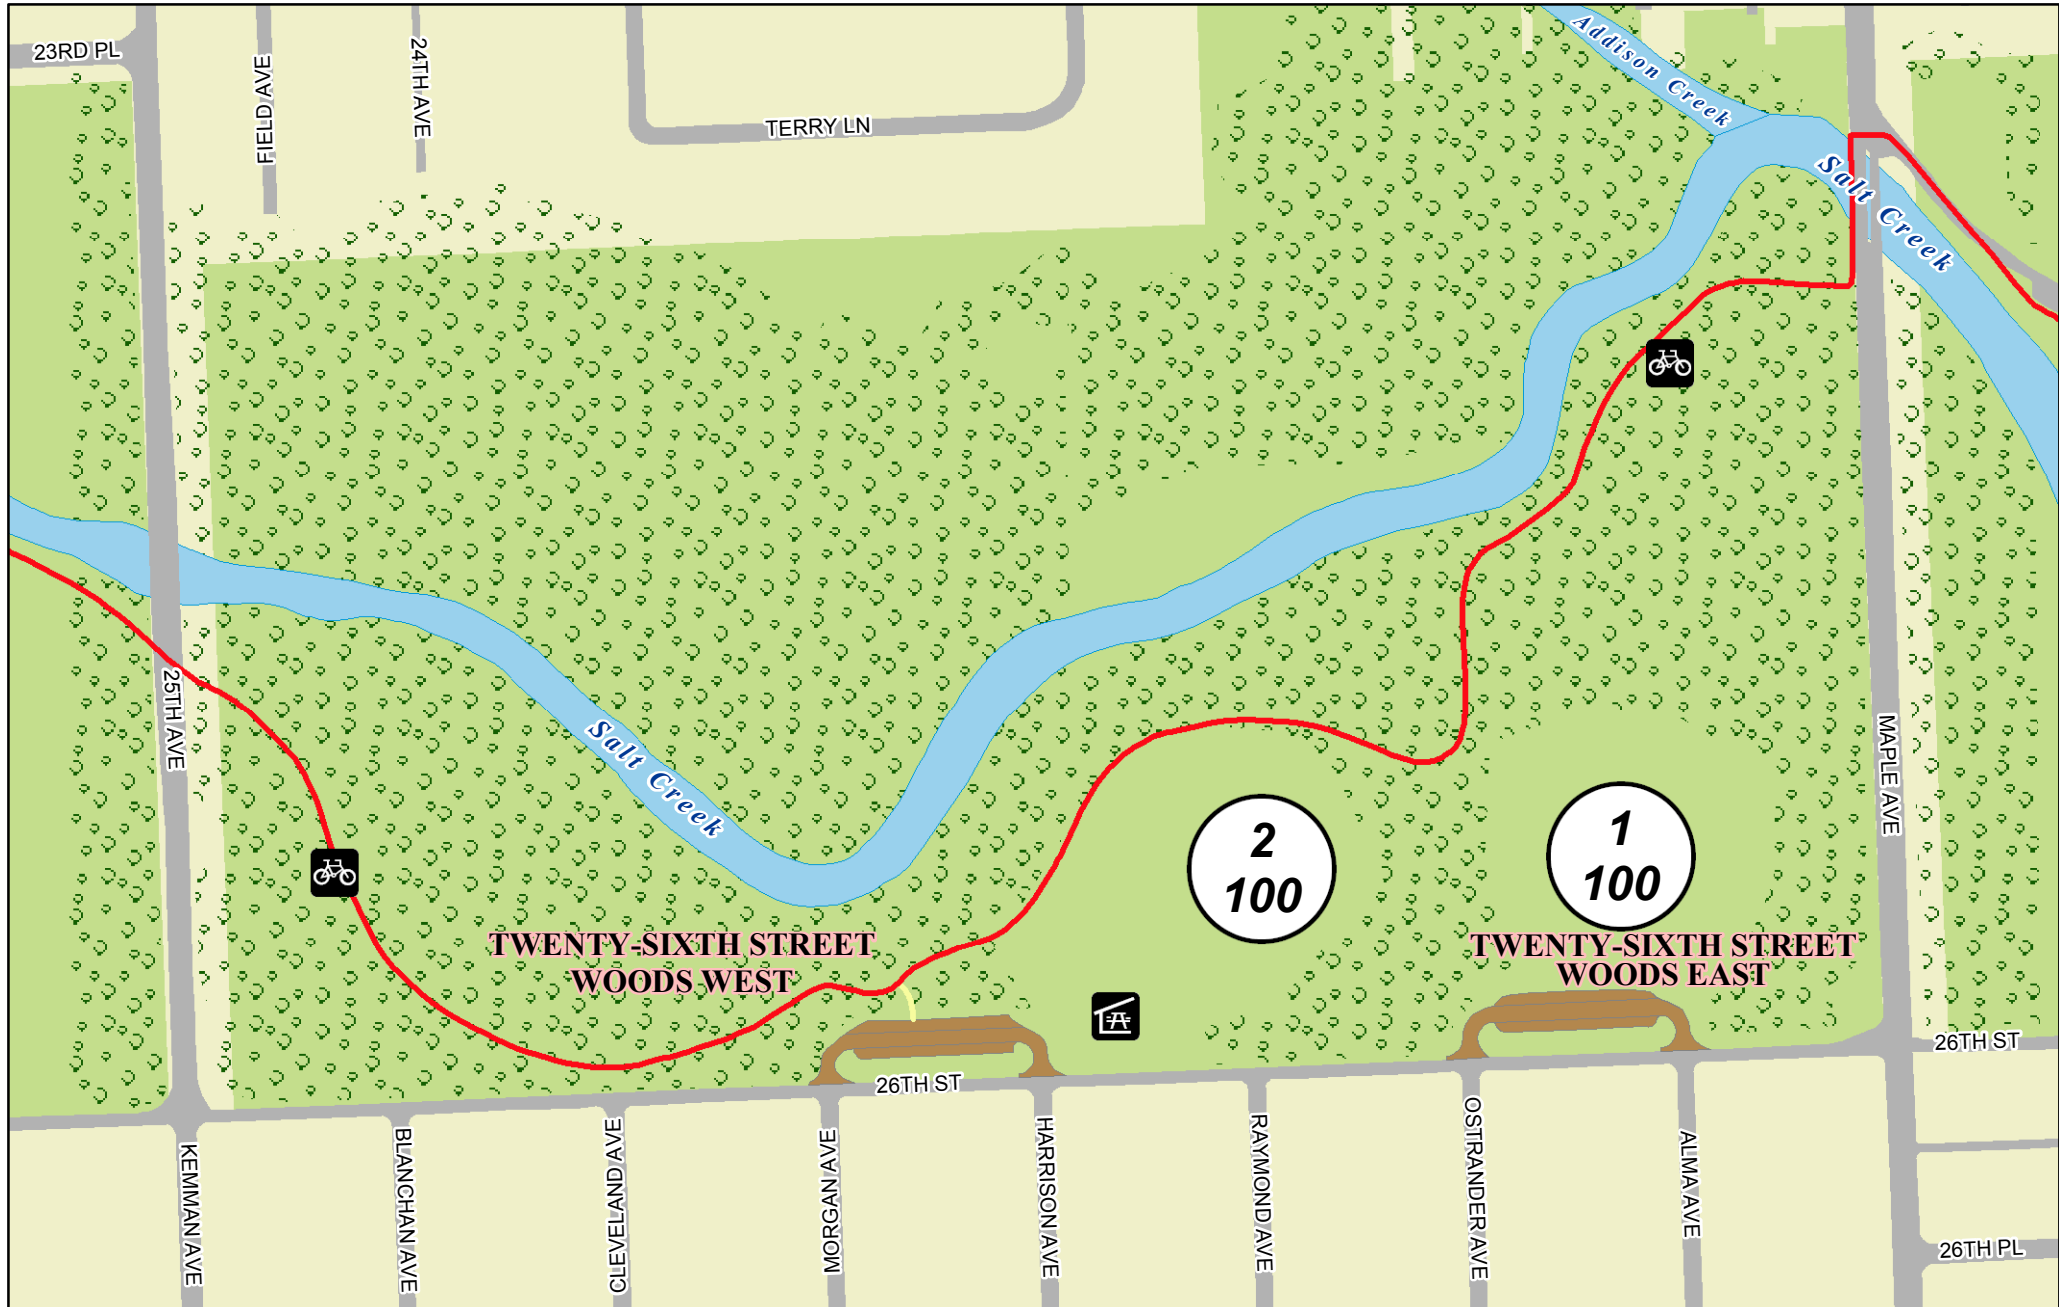 23RD PL
FIELD AVE
24TH AVE
TERRY LN
Addison Creek
Salt Creek
25TH AVE
Salt Creek
MAPLE AVE
2
100
1
100
TWENTY-SIXTH STREET
WOODS WEST
TWENTY-SIXTH STREET
WOODS EAST
26TH ST
26TH ST
KEMMAN AVE
BLANCHAN AVE
CLEVELAND AVE
MORGAN AVE
HARRISON AVE
RAYMOND AVE
OSTRANDER AVE
ALMA AVE
26TH PL